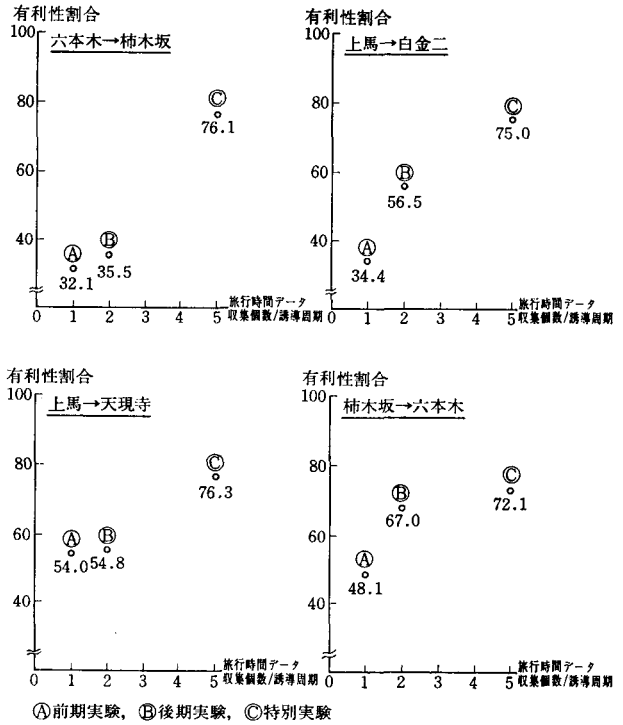 有利性割合
100
六本木→柿木坂
80
Ⓒ
76.1
60
40
Ⓐ
32.1
Ⓑ
35.5
0 1 2 3 4 5
旅行時間データ
収集個数/誘導周期
有利性割合
100
上馬→白金二
80
Ⓒ
75.0
60
Ⓑ
56.5
40
Ⓐ
34.4
0 1 2 3 4 5
旅行時間データ
収集個数/誘導周期
有利性割合
100
上馬→天現寺
80
Ⓒ
76.3
60
Ⓐ
54.0
Ⓑ
54.8
40
0 1 2 3 4 5
旅行時間データ
収集個数/誘導周期
有利性割合
100
柿木坂→六本木
80
Ⓒ
72.1
Ⓑ
67.0
60
Ⓐ
48.1
40
0 1 2 3 4 5
旅行時間データ
収集個数/誘導周期
Ⓐ前期実験, Ⓑ後期実験, Ⓒ特別実験